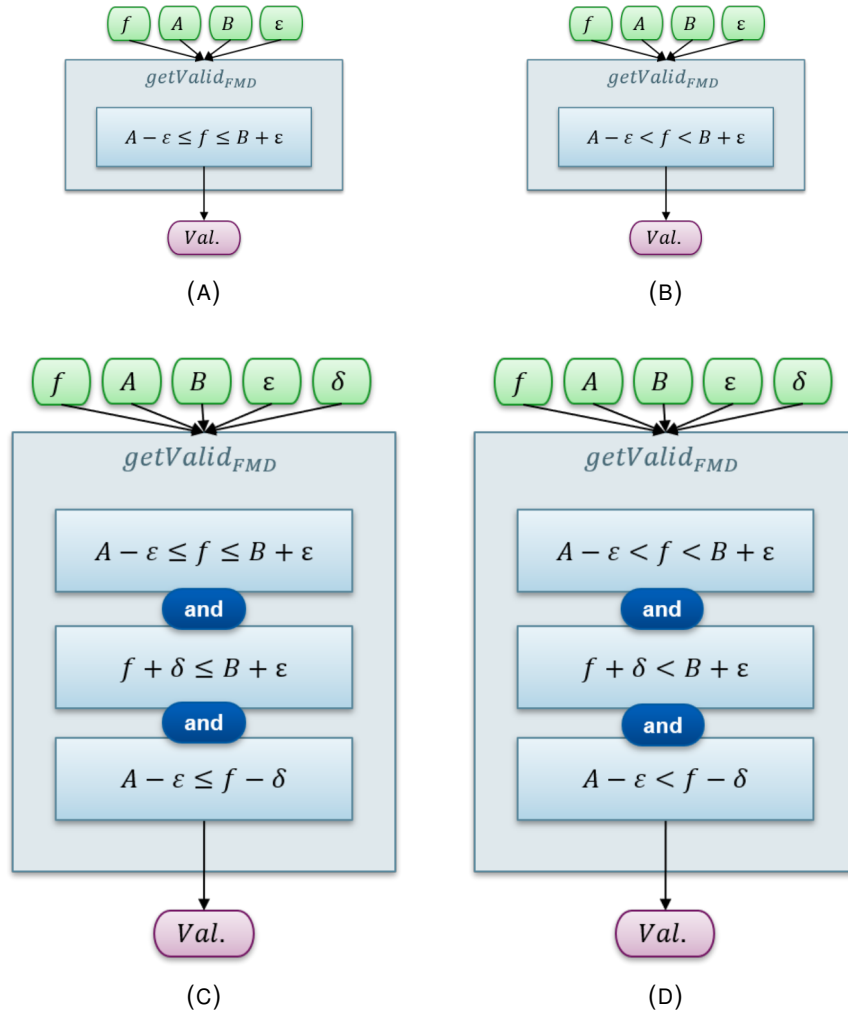 f A B ε
getValid_FMD
A − ε ≤ f ≤ B + ε
Val.
(A)
f A B ε
getValid_FMD
A − ε < f < B + ε
Val.
(B)
f A B ε δ
getValid_FMD
A − ε ≤ f ≤ B + ε
and
f + δ ≤ B + ε
and
A − ε ≤ f − δ
Val.
(C)
f A B ε δ
getValid_FMD
A − ε < f < B + ε
and
f + δ < B + ε
and
A − ε < f − δ
Val.
(D)